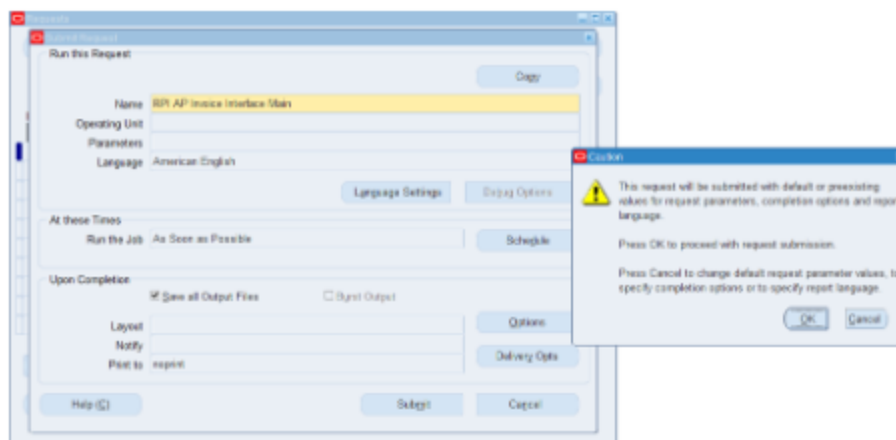 Requests
Submit Request
Run this Request
Copy
Name RPI AP Invoice Interface Main
Operating Unit
Parameters
Language American English
Language Settings Debug Options
At these Times
Run the Job As Soon as Possible Schedule
Upon Completion
Save all Output Files Burst Output
Layout Options
Notify
Print to noprint Delivery Opts
Help (C) Submit Cancel
Caution
This request will be submitted with default or preexisting
values for request parameters, completion options and repor
language.
Press OK to proceed with request submission.
Press Cancel to change default request parameter values, t
specify completion options or to specify report language.
OK Cancel